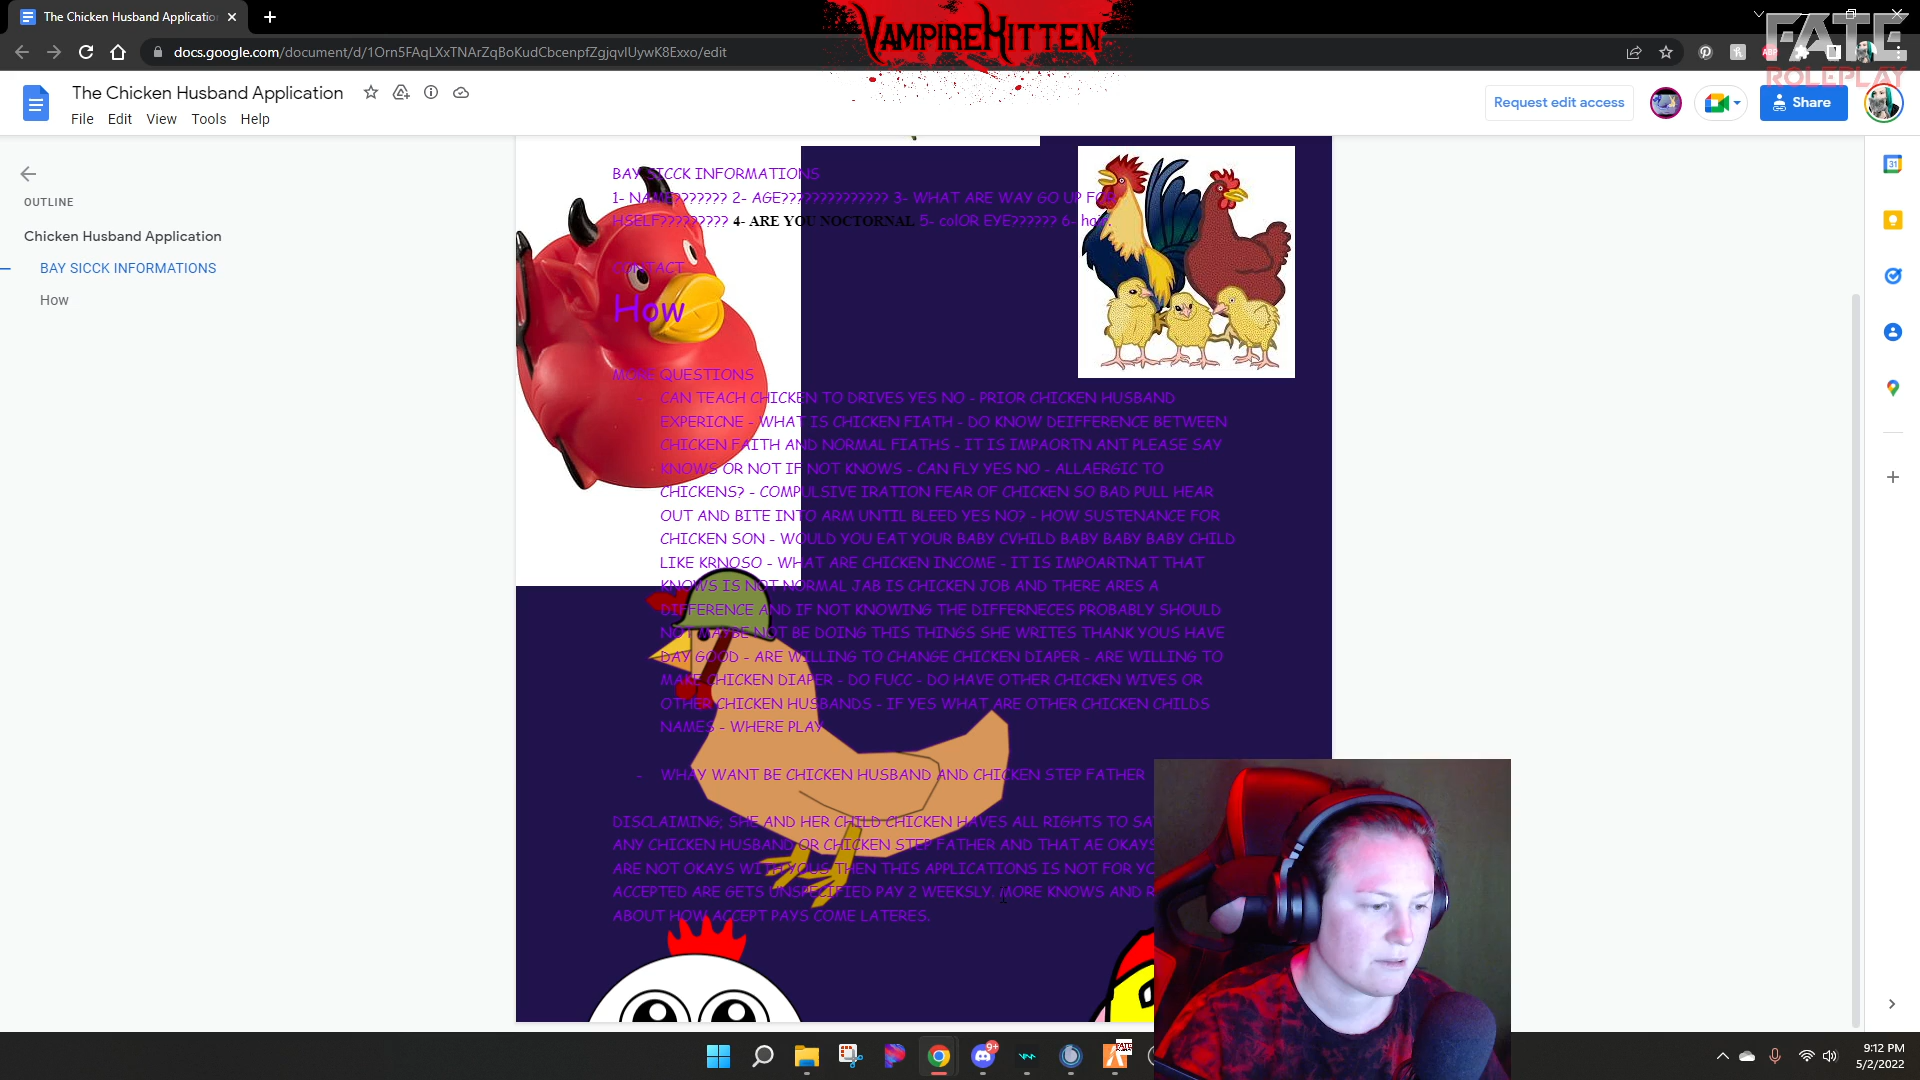 The Chicken Husband Application
VAMPIREKITTEN
FATE
ROLEPLAY
docs.google.com/document/d/1Orn5FAqLXxTNArZqBoKudCbcenpfZgjqvlUywK8Exxo/edit
ABP
The Chicken Husband Application
Request edit access
Share
File Edit View Tools Help
OUTLINE
Chicken Husband Application
BAY SICCK INFORMATIONS
How
31
BAY SICCK INFORMATIONS
1- NAME??????? 2- AGE?????????????? 3- WHAT ARE WAY GO UP FOR
HSELF????????? 4- ARE YOU NOCTORNAL 5- colOR EYE?????? 6- hair.
CONTACT
How
MORE QUESTIONS
- CAN TEACH CHICKEN TO DRIVES YES NO - PRIOR CHICKEN HUSBAND
EXPERICNE - WHAT IS CHICKEN FIATH - DO KNOW DEIFFERENCE BETWEEN
CHICKEN FAITH AND NORMAL FIATHS - IT IS IMPAORTN ANT PLEASE SAY
KNOWS OR NOT IF NOT KNOWS - CAN FLY YES NO - ALLAERGIC TO
CHICKENS? - COMPULSIVE IRATION FEAR OF CHICKEN SO BAD PULL HEAR
OUT AND BITE INTO ARM UNTIL BLEED YES NO? - HOW SUSTENANCE FOR
CHICKEN SON - WOULD YOU EAT YOUR BABY CVHILD BABY BABY BABY CHILD
LIKE KRNOSO - WHAT ARE CHICKEN INCOME - IT IS IMPOARTNAT THAT
KNOWS IS NOT NORMAL JAB IS CHICKEN JOB AND THERE ARES A
DIFFERENCE AND IF NOT KNOWING THE DIFFERNECES PROBABLY SHOULD
NOT MAYBE NOT BE DOING THIS THINGS SHE WRITES THANK YOUS HAVE
DAY GOOD - ARE WILLING TO CHANGE CHICKEN DIAPER - ARE WILLING TO
MAKE CHICKEN DIAPER - DO FUCC - DO HAVE OTHER CHICKEN WIVES OR
OTHER CHICKEN HUSBANDS - IF YES WHAT ARE OTHER CHICKEN CHILDS
NAMES - WHERE PLAY
- WHAY WANT BE CHICKEN HUSBAND AND CHICKEN STEP FATHER
DISCLAIMING; SHE AND HER CHILD CHICKEN HAVES ALL RIGHTS TO
ANY CHICKEN HUSBAND OR CHICKEN STEP FATHER AND THAT AE OKAYS
ARE NOT OKAYS WITH YOUS THEN THIS APPLICATIONS IS NOT FOR
ACCEPTED ARE GETS UNSPECIFIED PAY 2 WEEKSLY. MORE KNOWS AND
ABOUT HOW ACCEPT PAYS COME LATERES.
9+
FATE
9:12 PM
5/2/2022